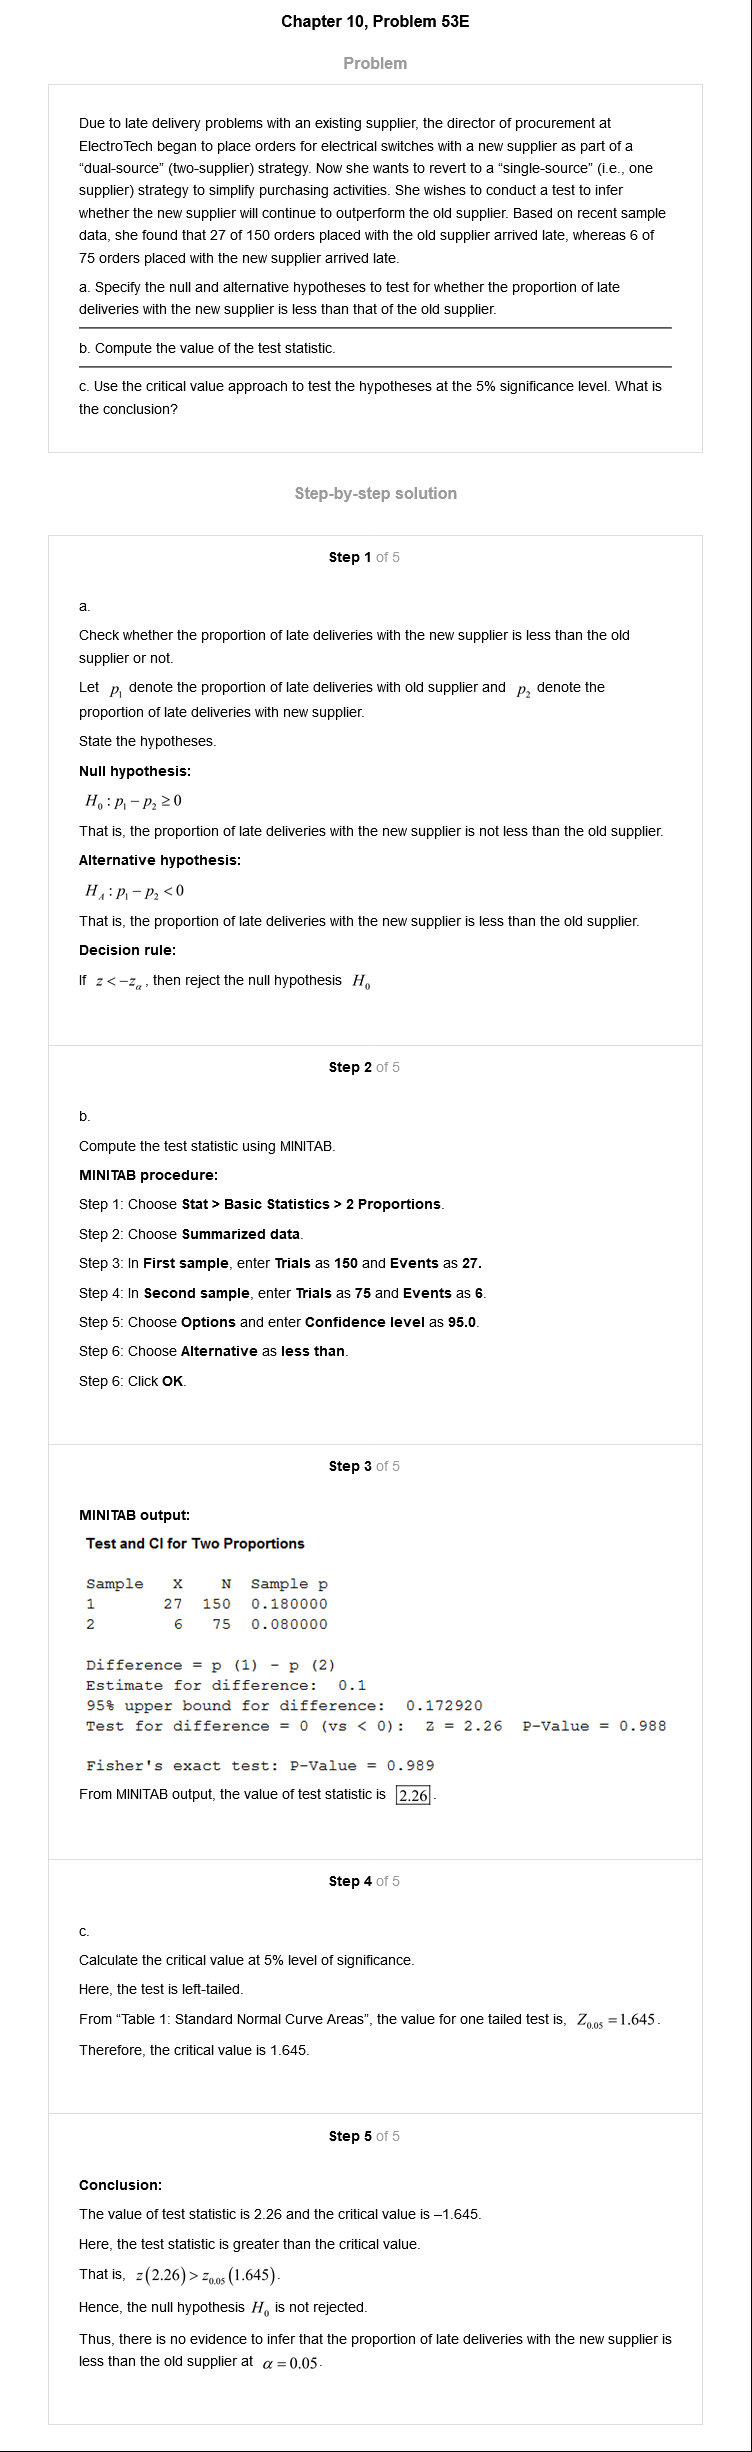 Chapter 10, Problem 53E
Problem
Due to late delivery problems with an existing supplier, the director of procurement at
ElectroTech began to place orders for electrical switches with a new supplier as part of a
“dual-source” (two-supplier) strategy. Now she wants to revert to a “single-source” (i.e., one
supplier) strategy to simplify purchasing activities. She wishes to conduct a test to infer
whether the new supplier will continue to outperform the old supplier. Based on recent sample
data, she found that 27 of 150 orders placed with the old supplier arrived late, whereas 6 of
75 orders placed with the new supplier arrived late.
a. Specify the null and alternative hypotheses to test for whether the proportion of late
deliveries with the new supplier is less than that of the old supplier.
b. Compute the value of the test statistic.
c. Use the critical value approach to test the hypotheses at the 5% significance level. What is
the conclusion?
Step-by-step solution
Step 1 of 5
a.
Check whether the proportion of late deliveries with the new supplier is less than the old
supplier or not.
Let p₁ denote the proportion of late deliveries with old supplier and p₂ denote the
proportion of late deliveries with new supplier.
State the hypotheses.
Null hypothesis:
H₀ : p₁ − p₂ ≥ 0
That is, the proportion of late deliveries with the new supplier is not less than the old supplier.
Alternative hypothesis:
H_A : p₁ − p₂ < 0
That is, the proportion of late deliveries with the new supplier is less than the old supplier.
Decision rule:
If z < −z_α, then reject the null hypothesis H₀
Step 2 of 5
b.
Compute the test statistic using MINITAB.
MINITAB procedure:
Step 1: Choose Stat > Basic Statistics > 2 Proportions.
Step 2: Choose Summarized data.
Step 3: In First sample, enter Trials as 150 and Events as 27.
Step 4: In Second sample, enter Trials as 75 and Events as 6.
Step 5: Choose Options and enter Confidence level as 95.0.
Step 6: Choose Alternative as less than.
Step 6: Click OK.
Step 3 of 5
MINITAB output:
Test and CI for Two Proportions
Sample X N Sample p
1 27 150 0.180000
2 6 75 0.080000
Difference = p (1) - p (2)
Estimate for difference: 0.1
95% upper bound for difference: 0.172920
Test for difference = 0 (vs < 0): Z = 2.26 P-Value = 0.988
Fisher's exact test: P-Value = 0.989
From MINITAB output, the value of test statistic is 2.26.
Step 4 of 5
c.
Calculate the critical value at 5% level of significance.
Here, the test is left-tailed.
From “Table 1: Standard Normal Curve Areas”, the value for one tailed test is, Z₀.₀₅ = 1.645.
Therefore, the critical value is 1.645.
Step 5 of 5
Conclusion:
The value of test statistic is 2.26 and the critical value is –1.645.
Here, the test statistic is greater than the critical value.
That is, z(2.26) > z₀.₀₅(1.645).
Hence, the null hypothesis H₀ is not rejected.
Thus, there is no evidence to infer that the proportion of late deliveries with the new supplier is
less than the old supplier at α = 0.05.